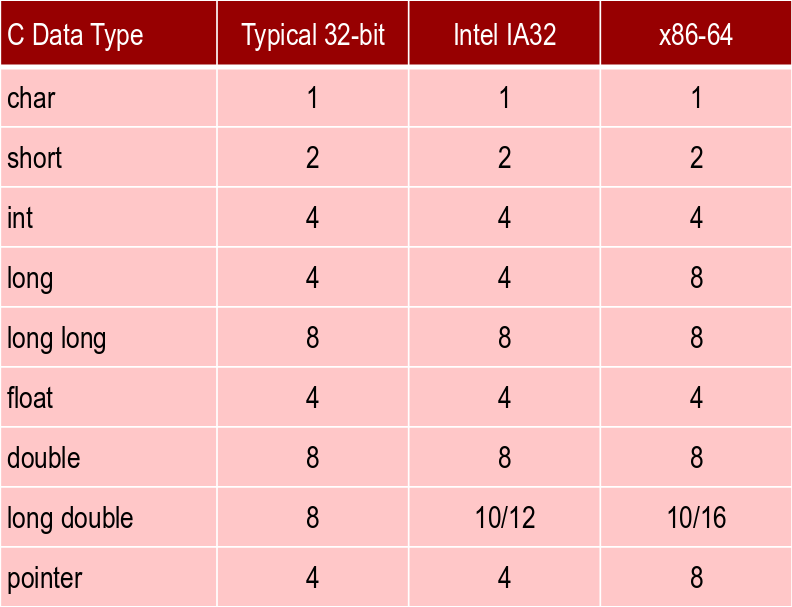 C Data Type Typical 32-bit Intel IA32 x86-64
char 1 1 1
short 2 2 2
int 4 4 4
long 4 4 8
long long 8 8 8
float 4 4 4
double 8 8 8
long double 8 10/12 10/16
pointer 4 4 8